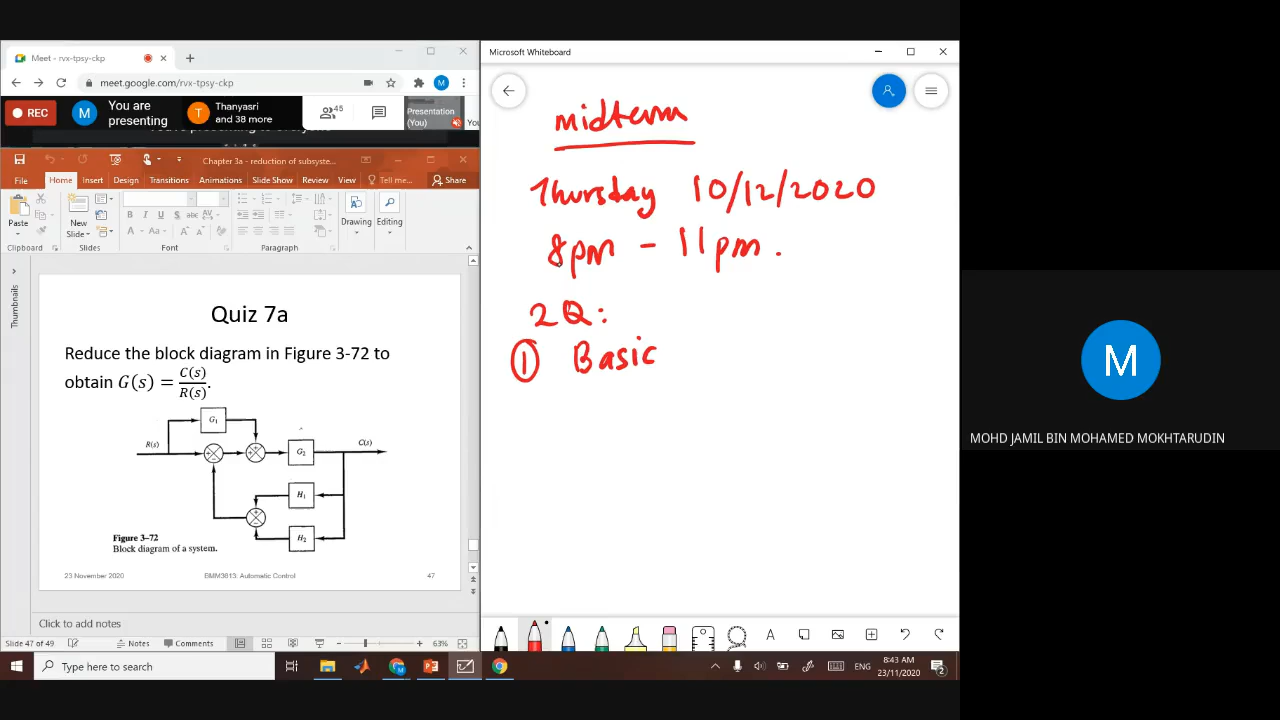 Meet - rvx-tpsy-ckp
meet.google.com/rvx-tpsy-ckp
REC
M
You are presenting
T
Thanyasri and 38 more
45
Presentation (You)
You
Chapter 3a - reduction of subsyste...
File
Home
Insert
Design
Transitions
Animations
Slide Show
Review
View
Tell me...
Share
Paste
New Slide
Drawing
Editing
Clipboard
Slides
Font
Paragraph
Thumbnails
Quiz 7a
Reduce the block diagram in Figure 3-72 to
obtain G(s) = C(s)/R(s).
G₁
R(s)
G₂
C(s)
H₁
H₂
Figure 3–72
Block diagram of a system.
23 November 2020
BMM3813: Automatic Control
47
Click to add notes
Slide 47 of 49
Notes
Comments
63%
Microsoft Whiteboard
midterm
Thursday 10/12/2020
8pm - 11pm.
2Q:
① Basic
Type here to search
ENG
8:43 AM
23/11/2020
2
M
MOHD JAMIL BIN MOHAMED MOKHTARUDIN